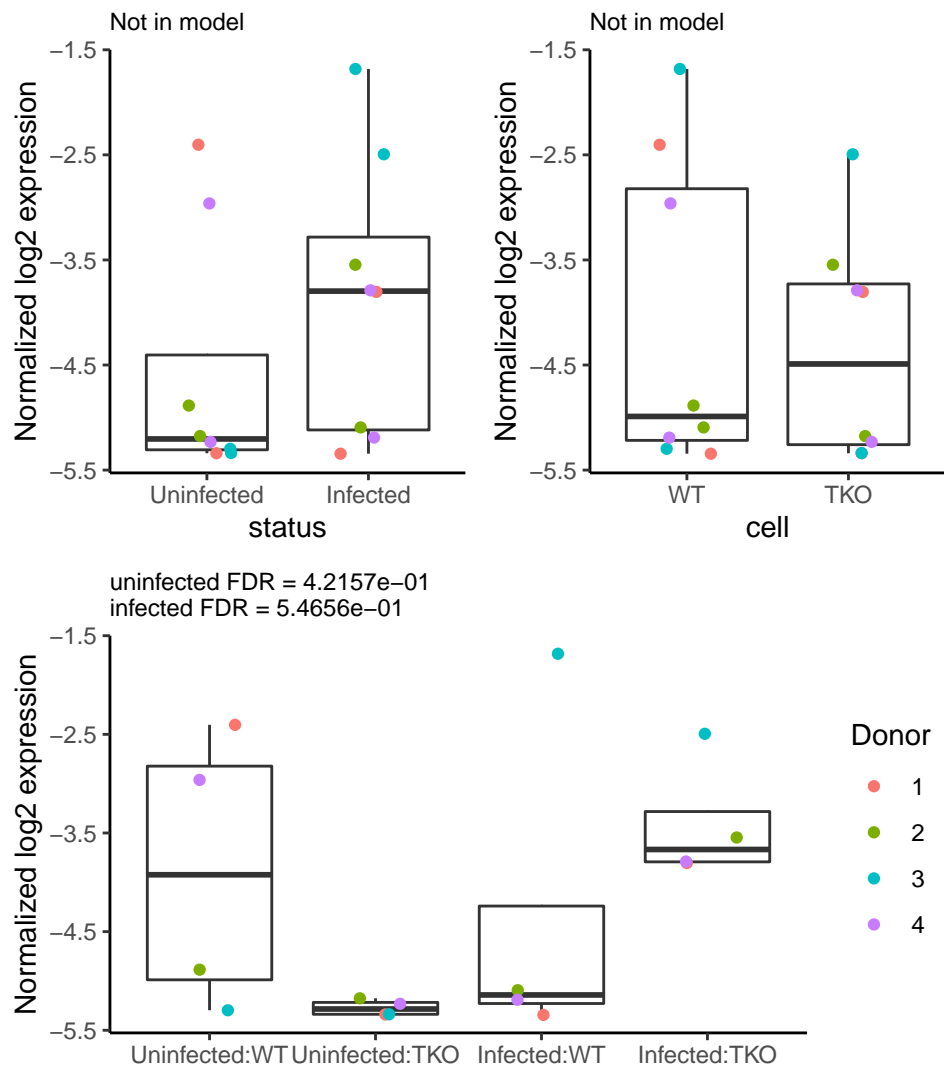 Not in model
−1.5
−2.5
−3.5
−4.5
−5.5
Normalized log2 expression
Uninfected Infected
status
Not in model
−1.5
−2.5
−3.5
−4.5
−5.5
Normalized log2 expression
WT TKO
cell
uninfected FDR = 4.2157e−01
infected FDR = 5.4656e−01
−1.5
−2.5
−3.5
−4.5
−5.5
Normalized log2 expression
Uninfected:WT Uninfected:TKO Infected:WT Infected:TKO
Donor
1
2
3
4